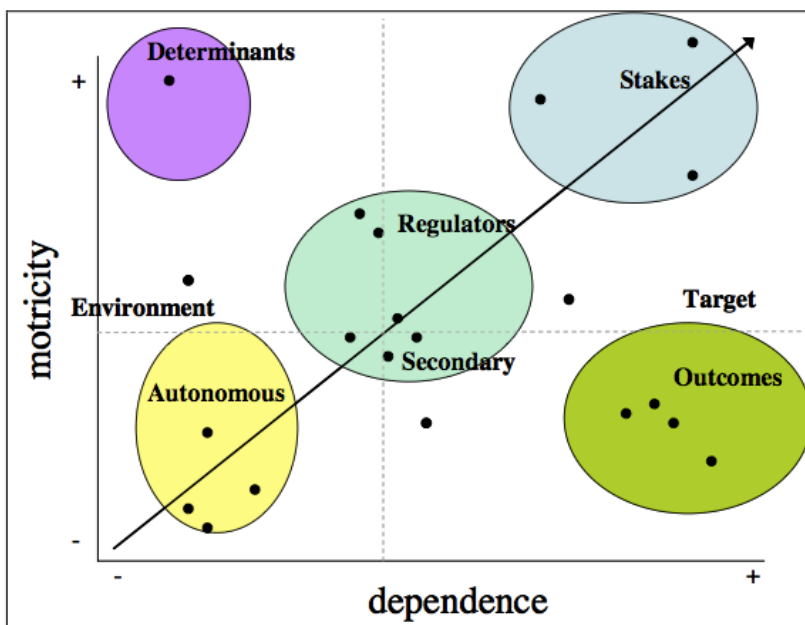 Determinants
+
Stakes
Regulators
motricity
Environment
Target
Secondary
Outcomes
Autonomous
-
-
+
dependence